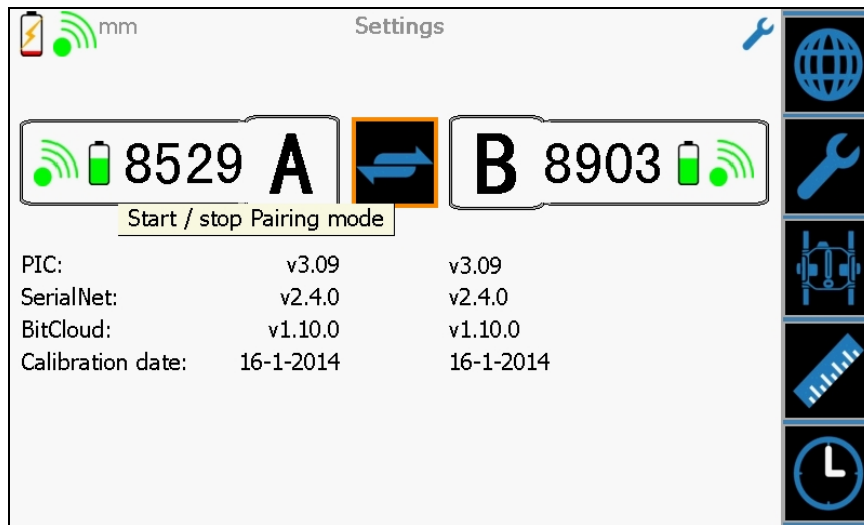 mm Settings
8529 A B 8903
Start / stop Pairing mode
PIC: v3.09 v3.09
SerialNet: v2.4.0 v2.4.0
BitCloud: v1.10.0 v1.10.0
Calibration date: 16-1-2014 16-1-2014